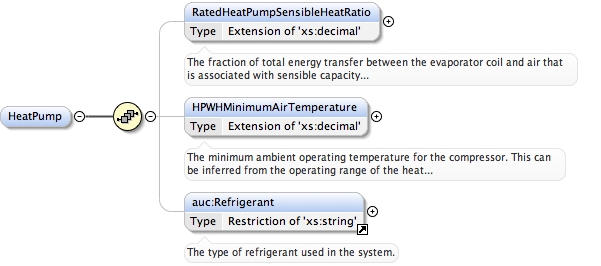 RatedHeatPumpSensibleHeatRatio
Type Extension of 'xs:decimal'
The fraction of total energy transfer between the evaporator coil and air that
is associated with sensible capacity...
HeatPump
HPWHMinimumAirTemperature
Type Extension of 'xs:decimal'
The minimum ambient operating temperature for the compressor. This can
be inferred from the operating range of the heat...
auc:Refrigerant
Type Restriction of 'xs:string'
The type of refrigerant used in the system.